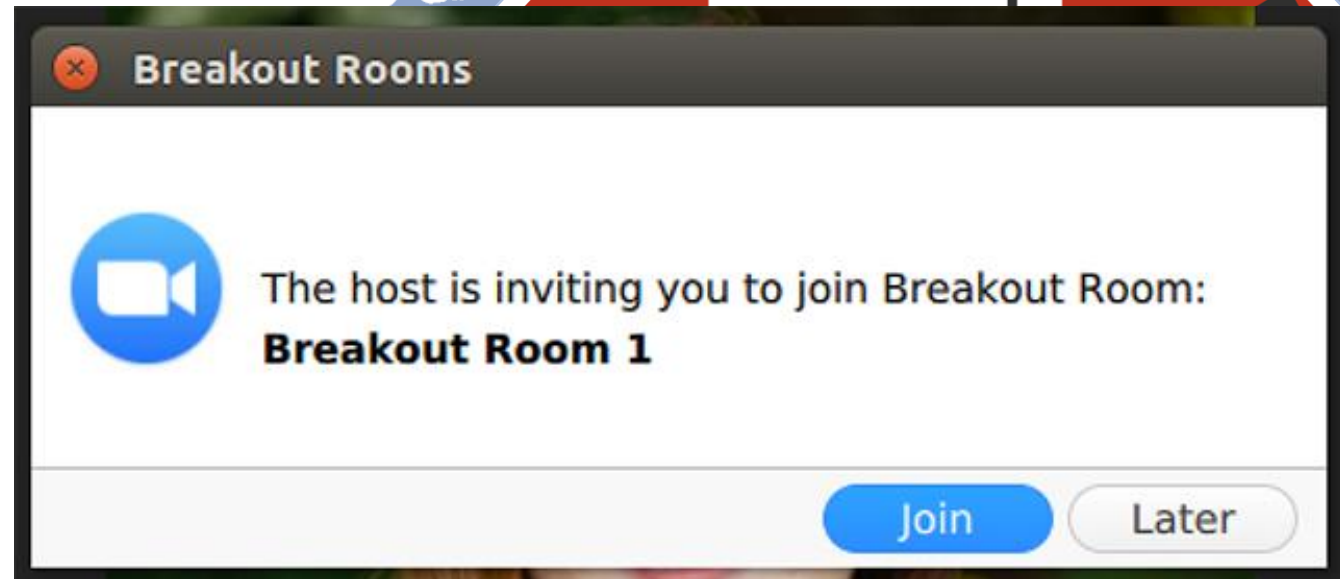 Breakout Rooms
The host is inviting you to join Breakout Room:
Breakout Room 1
Join Later